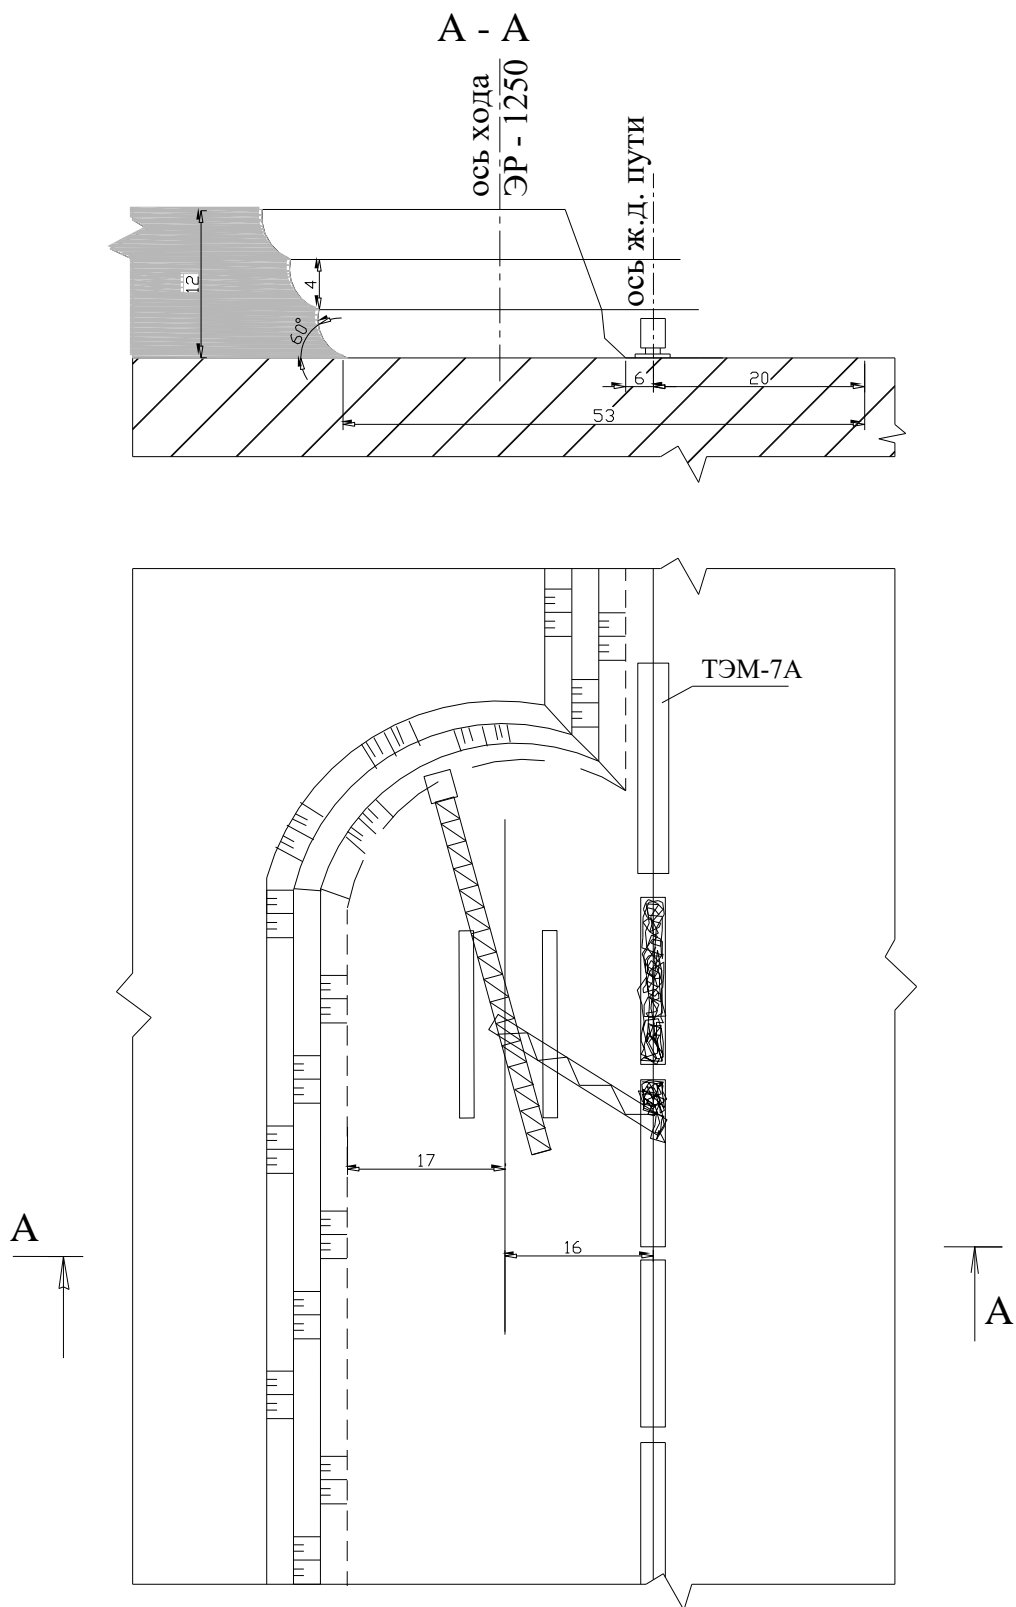 А - А
ось хода
ЭР - 1250
ось ж.д. пути
12
4
60°
6
20
53
ТЭМ-7А
17
16
А
А